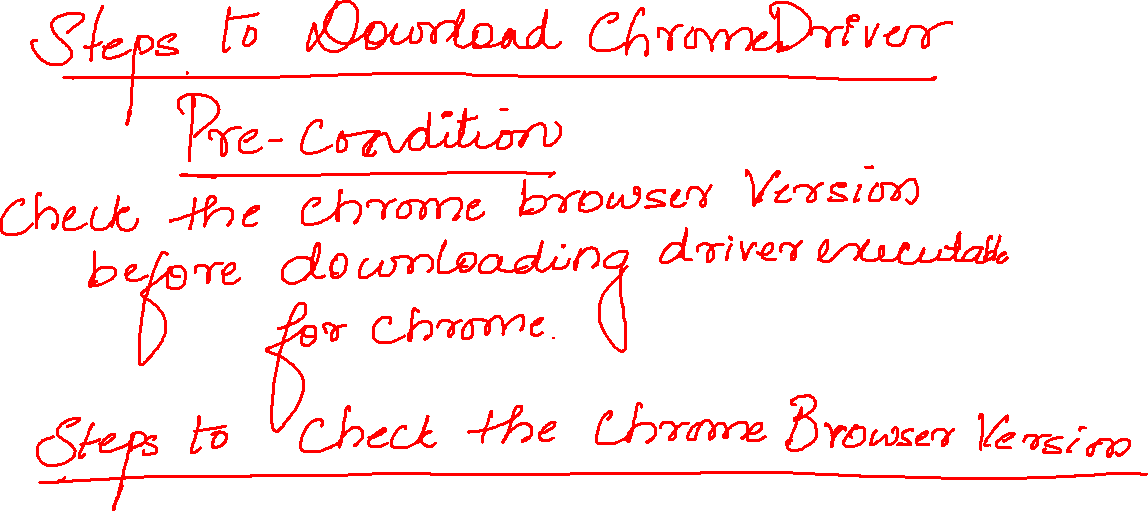 Steps to Download ChromeDriver
Pre-Condition
Check the chrome browser Version
before downloading driver executable
for chrome.
Steps to Check the Chrome Browser Version